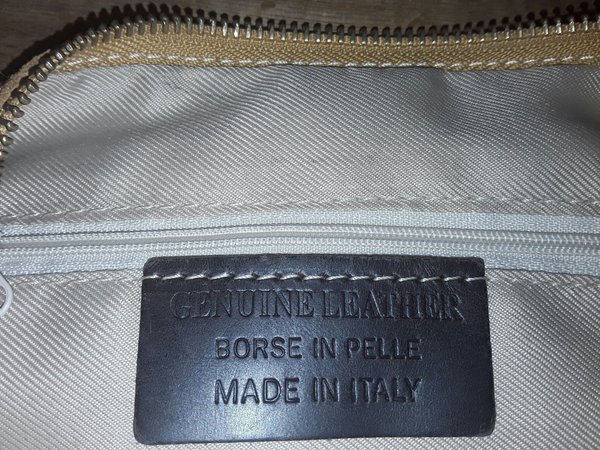 GENUINE LEATHER
BORSE IN PELLE
MADE IN ITALY